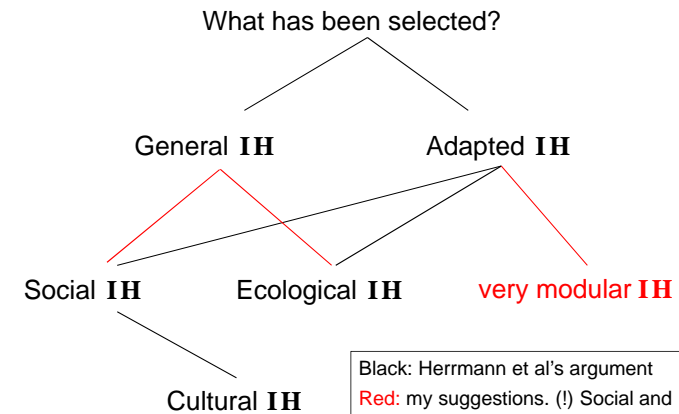 What has been selected?
General IH
Adapted IH
Social IH
Ecological IH
very modular IH
Cultural IH
Black: Herrmann et al's argument
Red: my suggestions. (!) Social and